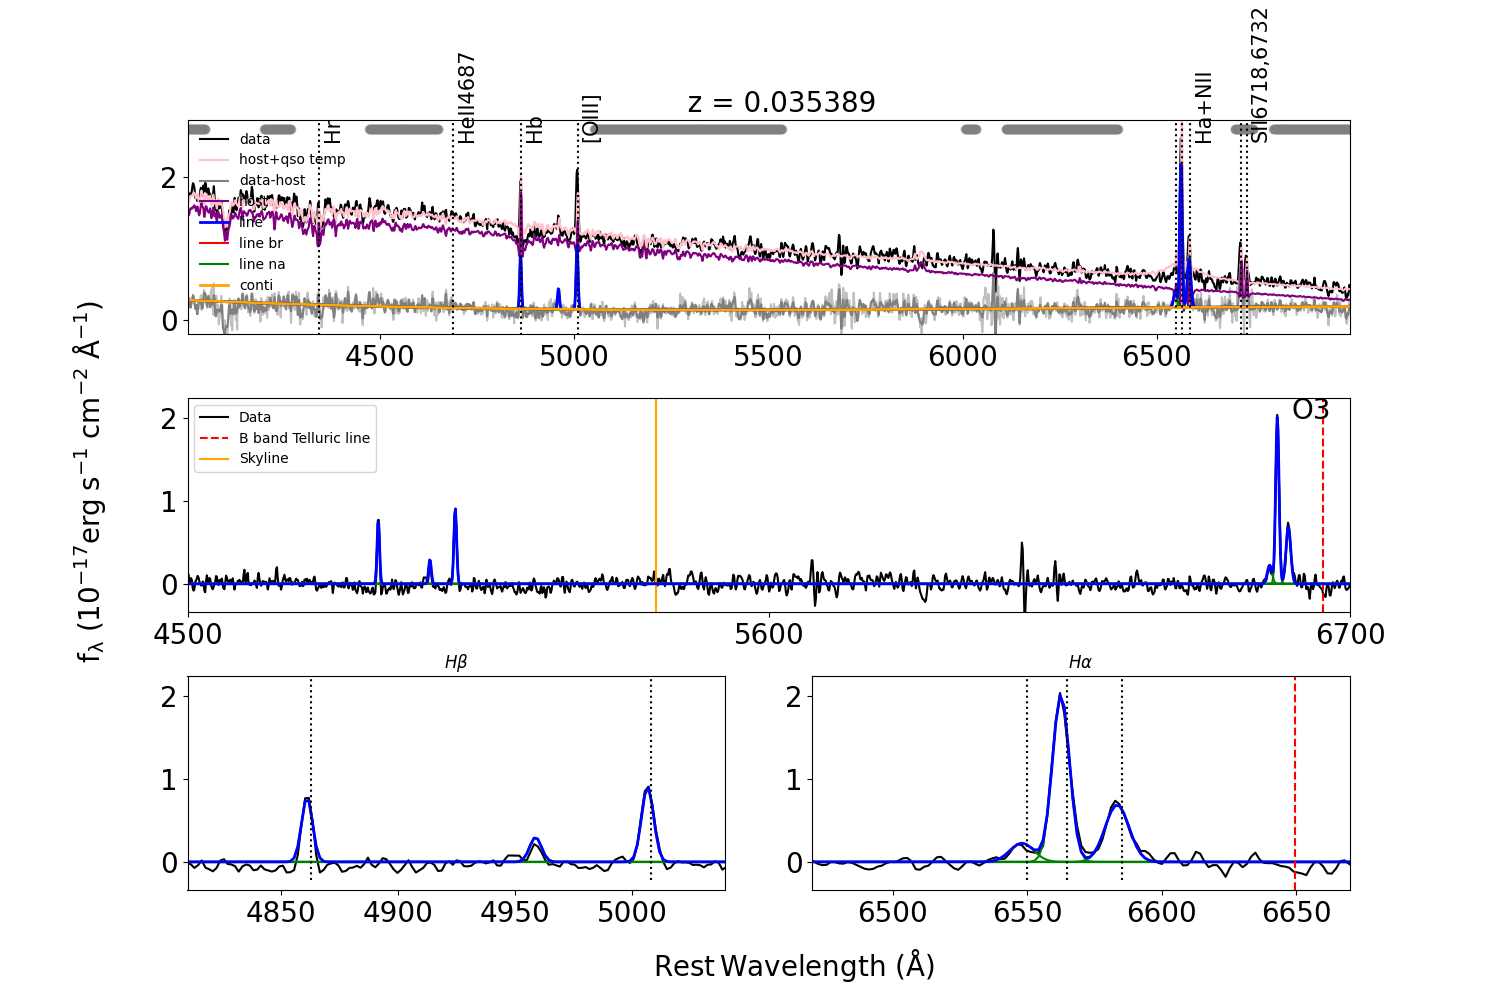 z = 0.035389
Hr
HeII4687
Hb
[OIII]
Ha+NII
SII6718,6732
data
host+qso temp
data-host
host
line
line br
line na
conti
2
0
4500 5000 5500 6000 6500
fλ (10−17erg s−1 cm−2 Å−1)
Data
B band Telluric line
Skyline
O3
2
1
0
4500 5600 6700
Hβ
2
1
0
4850 4900 4950 5000
Hα
2
1
0
6500 6550 6600 6650
Rest Wavelength (Å)